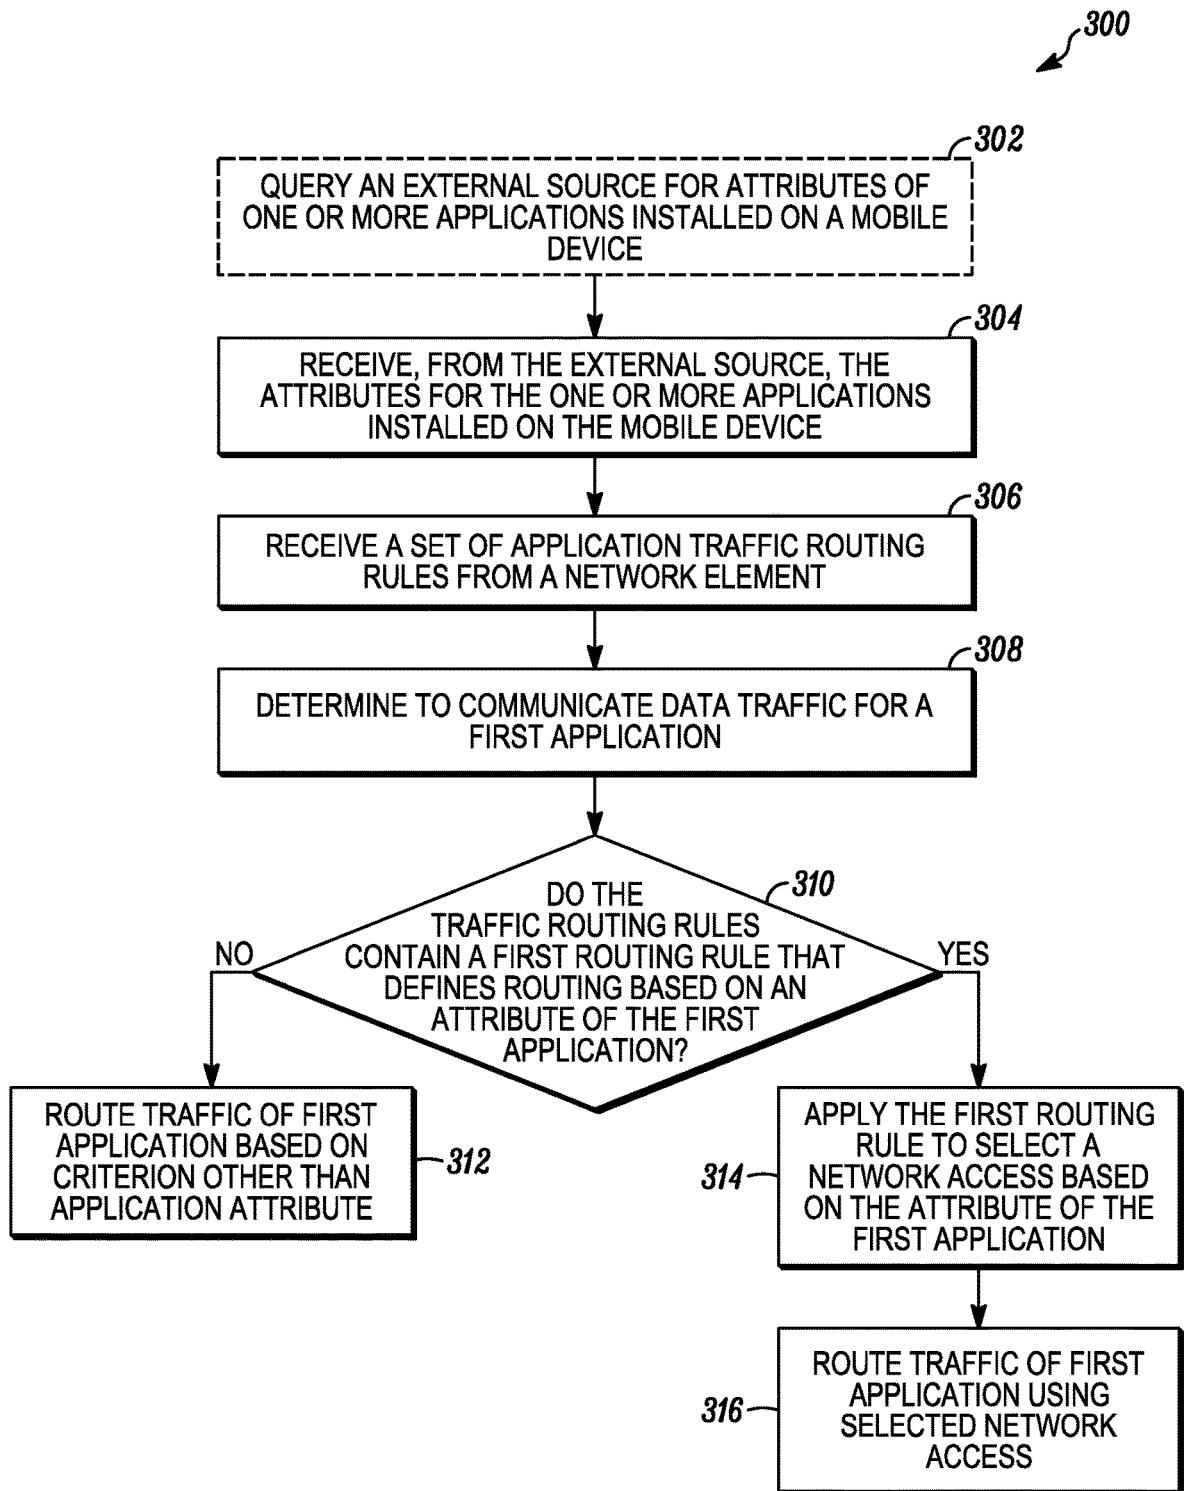 300
302
QUERY AN EXTERNAL SOURCE FOR ATTRIBUTES OF
ONE OR MORE APPLICATIONS INSTALLED ON A MOBILE
DEVICE
304
RECEIVE, FROM THE EXTERNAL SOURCE, THE
ATTRIBUTES FOR THE ONE OR MORE APPLICATIONS
INSTALLED ON THE MOBILE DEVICE
306
RECEIVE A SET OF APPLICATION TRAFFIC ROUTING
RULES FROM A NETWORK ELEMENT
308
DETERMINE TO COMMUNICATE DATA TRAFFIC FOR A
FIRST APPLICATION
310
DO THE
TRAFFIC ROUTING RULES
CONTAIN A FIRST ROUTING RULE THAT
DEFINES ROUTING BASED ON AN
ATTRIBUTE OF THE FIRST
APPLICATION?
NO
YES
ROUTE TRAFFIC OF FIRST
APPLICATION BASED ON
CRITERION OTHER THAN
APPLICATION ATTRIBUTE
312
314
APPLY THE FIRST ROUTING
RULE TO SELECT A
NETWORK ACCESS BASED
ON THE ATTRIBUTE OF THE
FIRST APPLICATION
316
ROUTE TRAFFIC OF FIRST
APPLICATION USING
SELECTED NETWORK
ACCESS